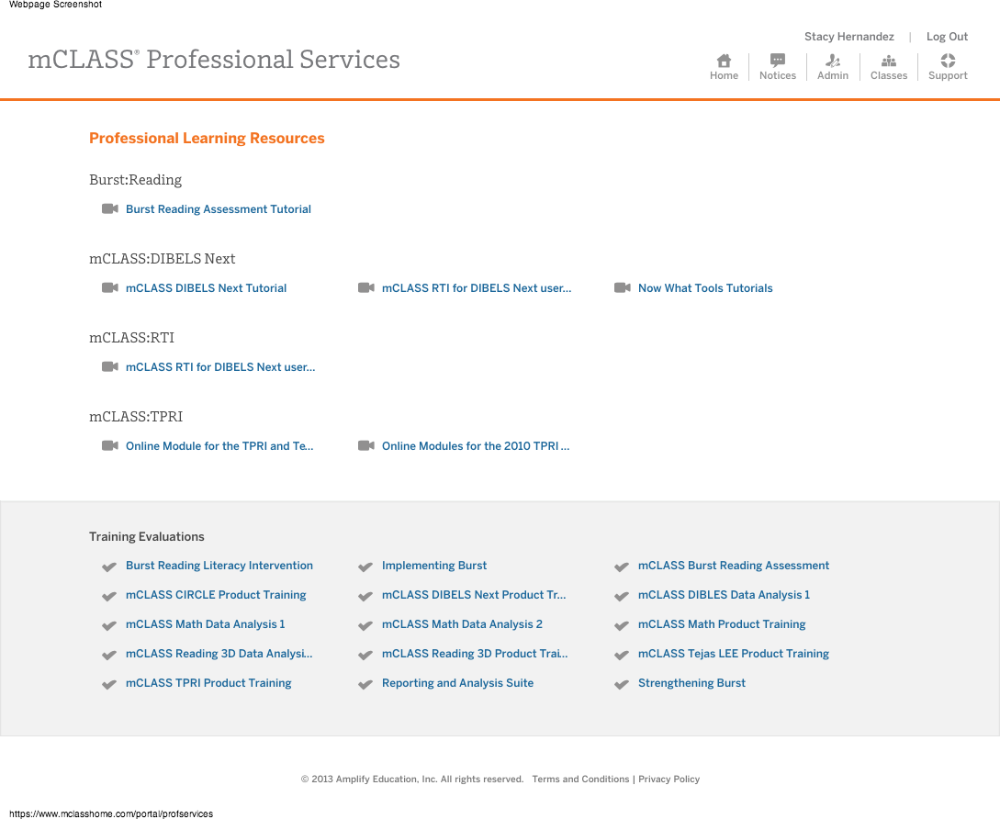 Webpage Screenshot
Stacy Hernandez | Log Out
mCLASS® Professional Services
Home Notices Admin Classes Support
Professional Learning Resources
Burst:Reading
Burst Reading Assessment Tutorial
mCLASS:DIBELS Next
mCLASS DIBELS Next Tutorial mCLASS RTI for DIBELS Next user... Now What Tools Tutorials
mCLASS:RTI
mCLASS RTI for DIBELS Next user...
mCLASS:TPRI
Online Module for the TPRI and Te... Online Modules for the 2010 TPRI ...
Training Evaluations
Burst Reading Literacy Intervention Implementing Burst mCLASS Burst Reading Assessment
mCLASS CIRCLE Product Training mCLASS DIBELS Next Product Tr... mCLASS DIBLES Data Analysis 1
mCLASS Math Data Analysis 1 mCLASS Math Data Analysis 2 mCLASS Math Product Training
mCLASS Reading 3D Data Analysi... mCLASS Reading 3D Product Trai... mCLASS Tejas LEE Product Training
mCLASS TPRI Product Training Reporting and Analysis Suite Strengthening Burst
© 2013 Amplify Education, Inc. All rights reserved. Terms and Conditions | Privacy Policy
https://www.mclasshome.com/portal/profservices